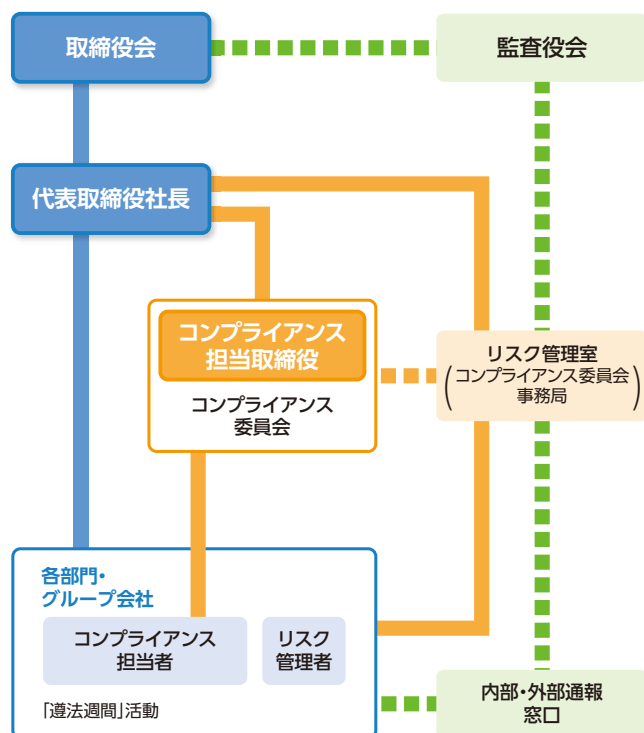 取締役会
監査役会
代表取締役社長
コンプライアンス
担当取締役
コンプライアンス
委員会
リスク管理室
(コンプライアンス委員会
事務局)
各部門・
グループ会社
コンプライアンス
担当者
リスク
管理者
「遵法週間」活動
内部・外部通報
窓口